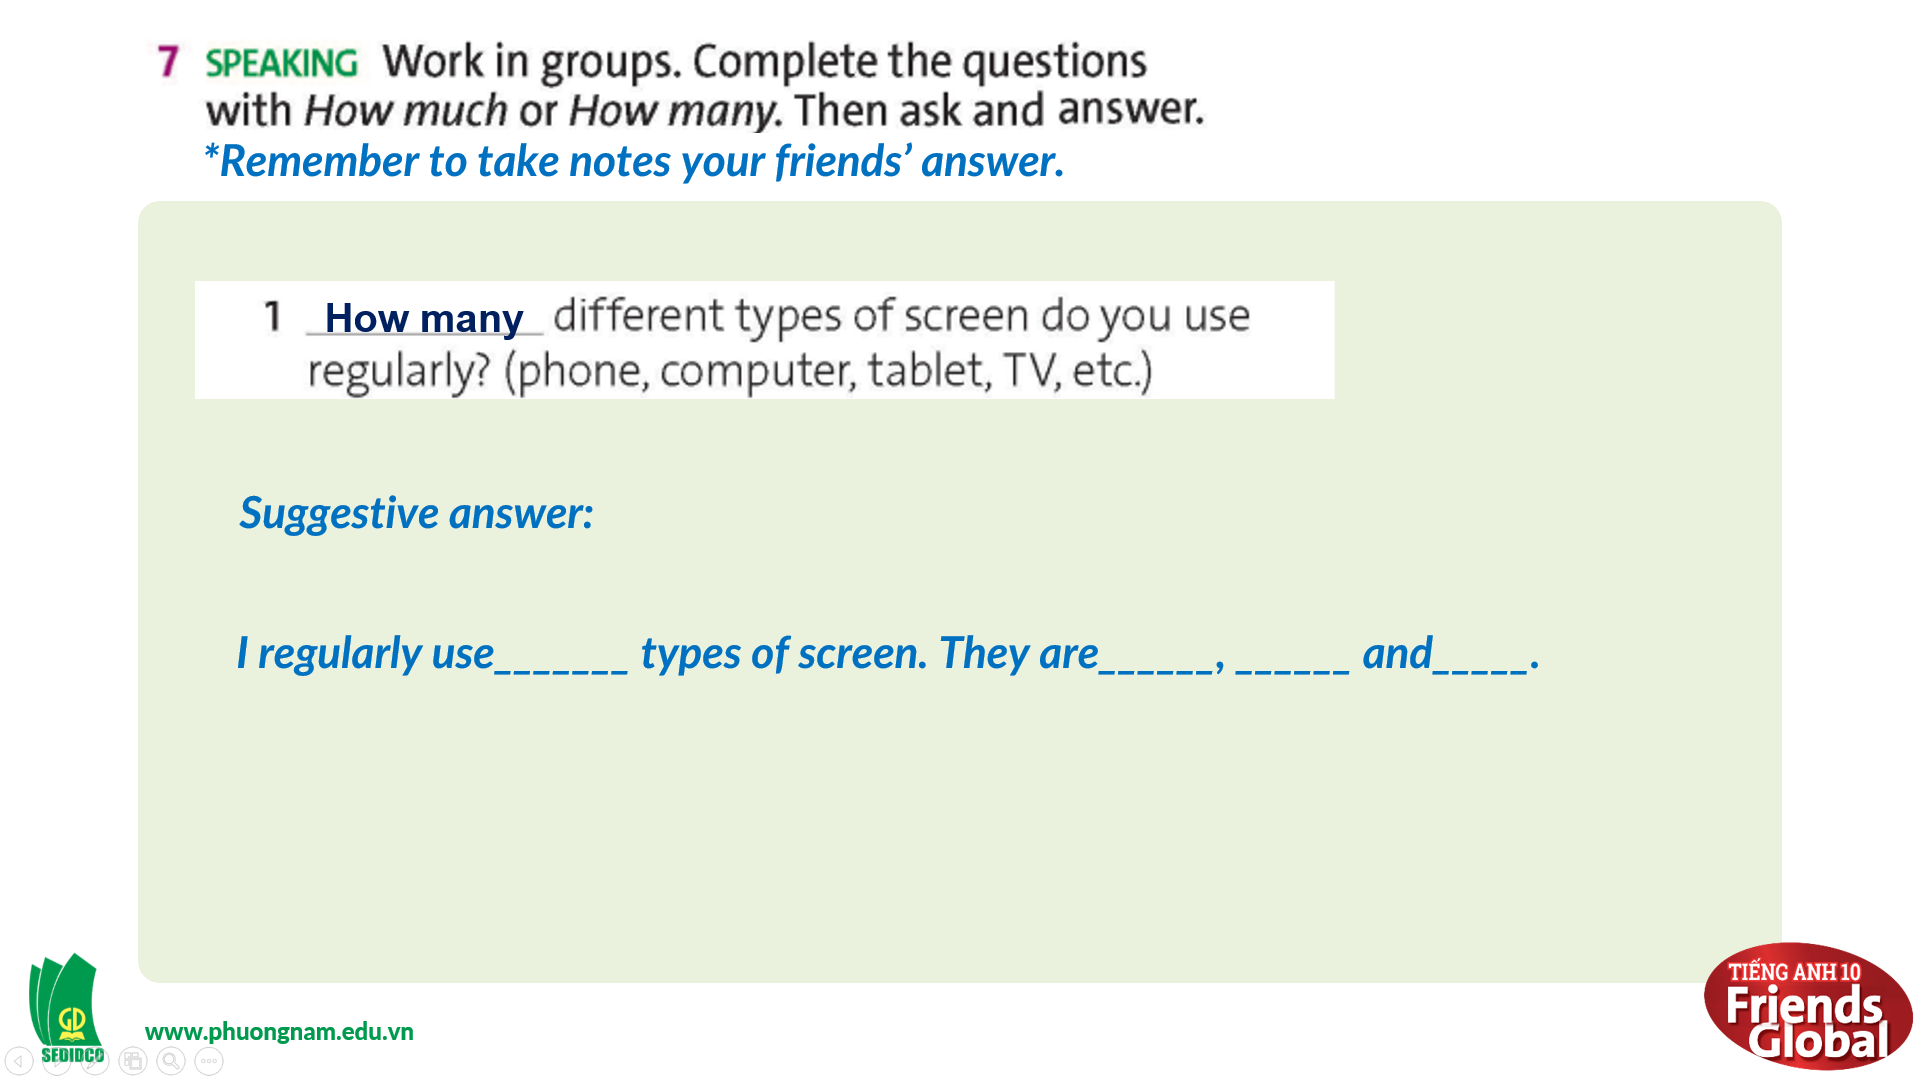 7 SPEAKING Work in groups. Complete the questions
with How much or How many. Then ask and answer.
*Remember to take notes your friends’ answer.
1 How many different types of screen do you use
regularly? (phone, computer, tablet, TV, etc.)
Suggestive answer:
I regularly use_______ types of screen. They are______, ______ and_____.
GD
SEDIDCO
www.phuongnam.edu.vn
TIẾNG ANH 10
Friends
Global